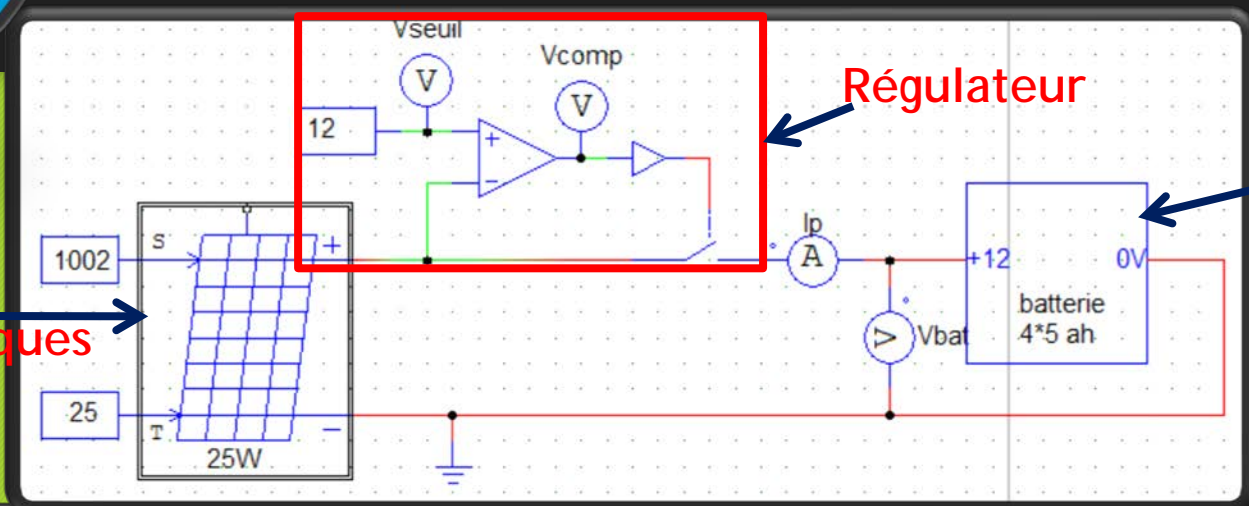 Vseuil
Vcomp
V
V
Régulateur
12
+
−
Ip
S
+
1002
A
+12
0V
batterie
4*5 ah
V
Vbat
ques
25
T
−
25W